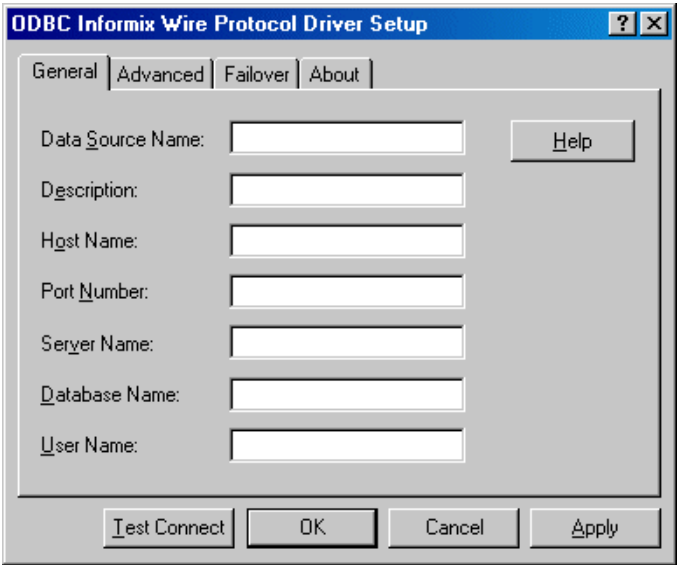 ODBC Informix Wire Protocol Driver Setup
General Advanced Failover About
Data Source Name:
Help
Description:
Host Name:
Port Number:
Server Name:
Database Name:
User Name:
Test Connect OK Cancel Apply